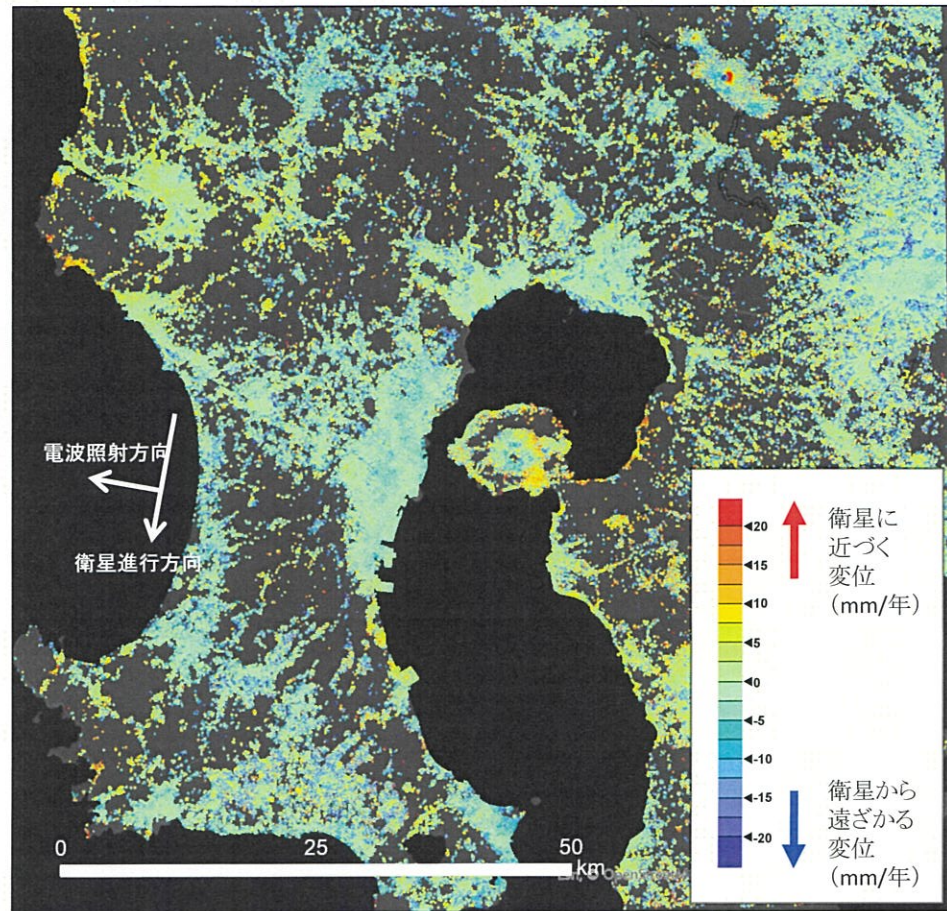 電波照射方向
衛星進行方向
0 25 50
km
20
15
10
5
0
-5
-10
-15
-20
衛星に
近づく
変位
(mm/年)
衛星から
遠ざかる
変位
(mm/年)